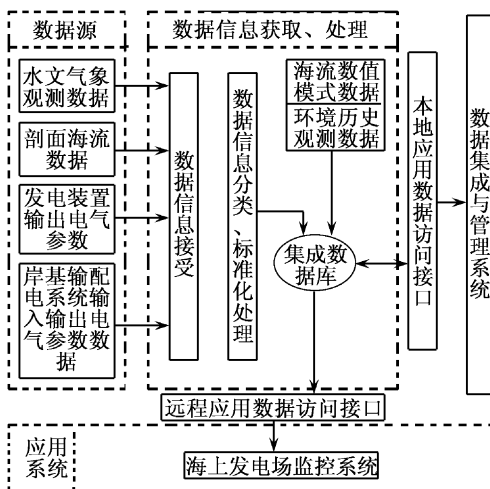 数据源
数据信息获取、处理
水文气象
观测数据
剖面海流
数据
发电装置
输出电气
参数
岸基输配
电系统输
入输出电
气参数数
据
数据信息接受
数据信息分类、标准化处理
海流数值
模式数据
环境历史
观测数据
集成数
据库
本地应用数据访问接口
数据集成与管理系统
远程应用数据访问接口
应用
系统
海上发电场监控系统